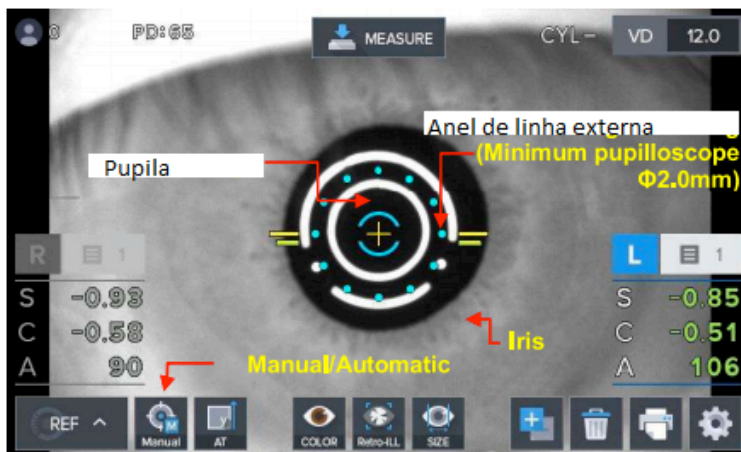 PD:65
MEASURE
CYL-
VD 12.0
Anel de linha externa
(Minimum pupilloscope
Φ2.0mm)
Pupila
R 1
L 1
S -0.93
C -0.58
A 90
S -0.85
C -0.51
A 106
Iris
Manual/Automatic
REF
M
Manual
y
AT
COLOR
Retro-ILL
SIZE